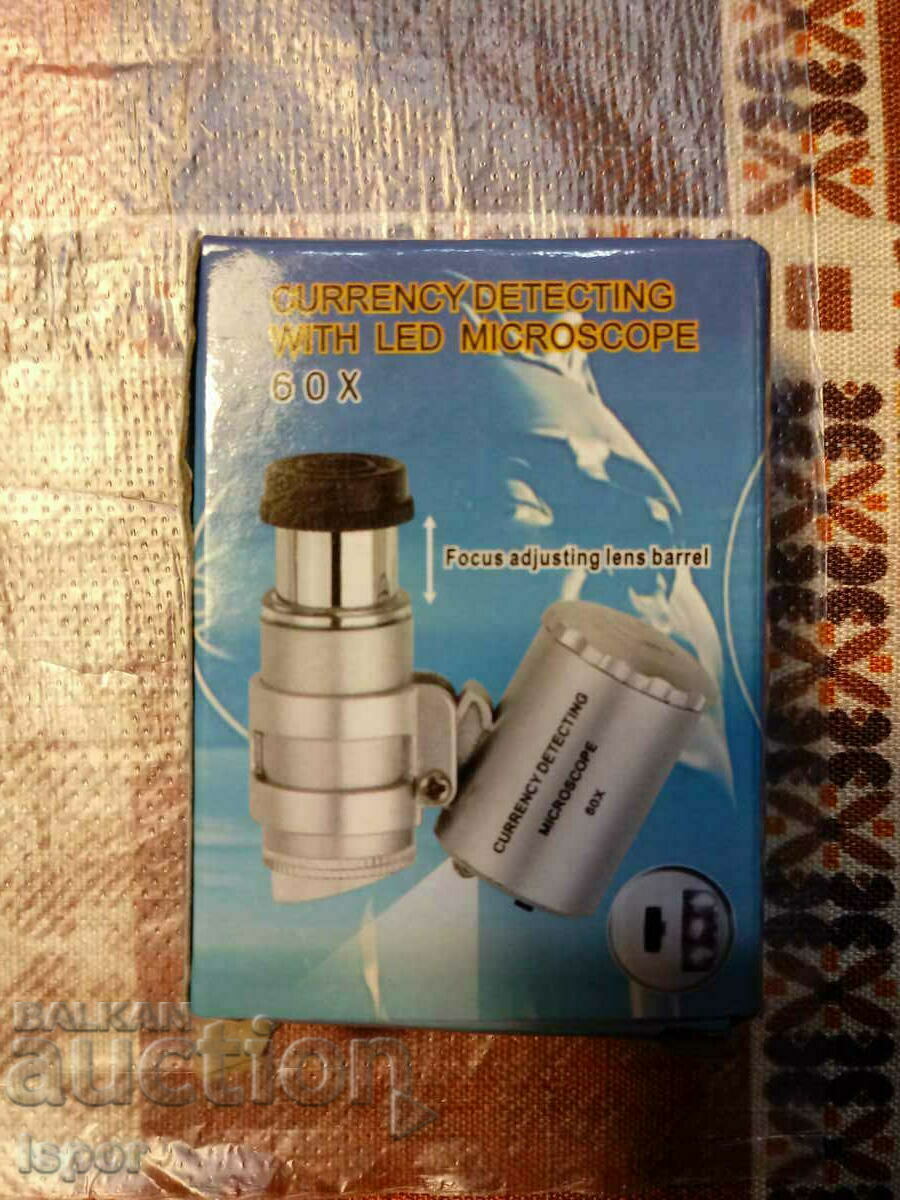 CURRENCY DETECTING
WITH LED MICROSCOPE
60X
Focus adjusting lens barrel
CURRENCY DETECTING
MICROSCOPE
60X
BALKAN
auction
ispor